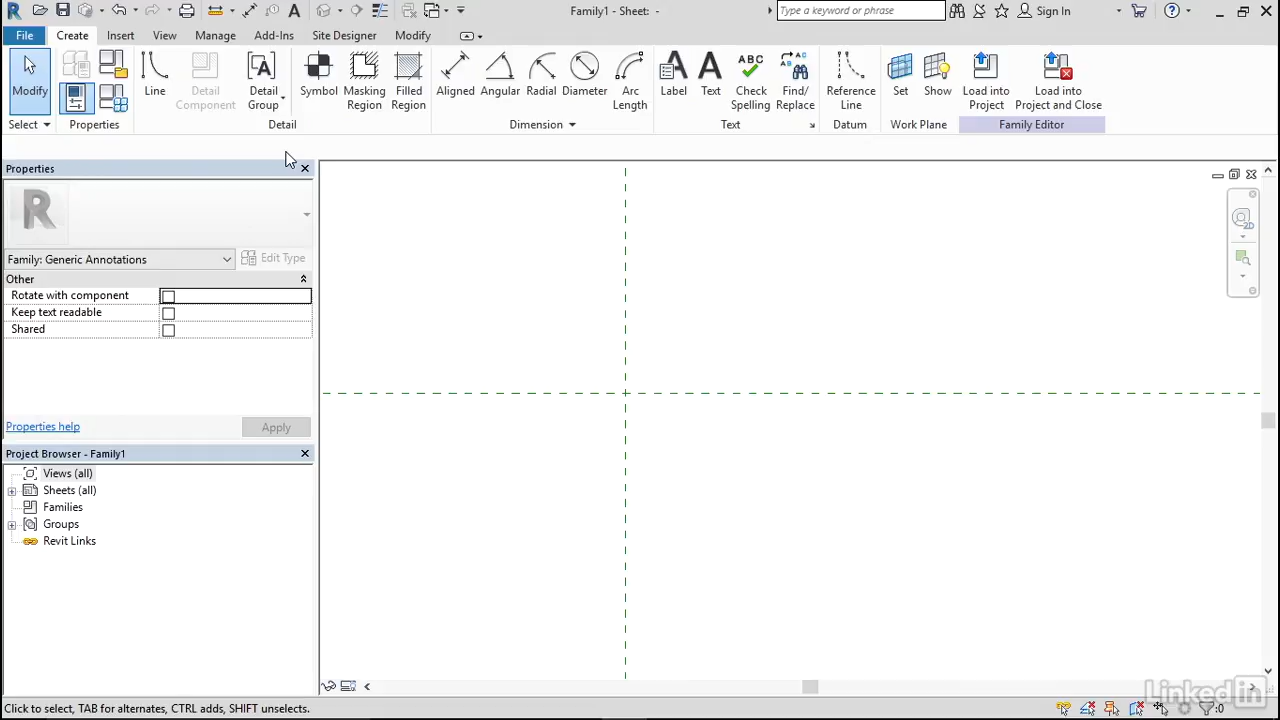 Family1 - Sheet: -
Type a keyword or phrase
Sign In
File Create Insert View Manage Add-Ins Site Designer Modify
Modify
Line
Detail
Component
Detail
Group
Symbol
Masking
Region
Filled
Region
Aligned
Angular
Radial
Diameter
Arc
Length
Label
Text
Check
Spelling
Find/
Replace
Reference
Line
Set
Show
Load into
Project
Load into
Project and Close
Select
Properties
Detail
Dimension
Text
Datum
Work Plane
Family Editor
Properties
Family: Generic Annotations
Edit Type
Other
Rotate with component
Keep text readable
Shared
Properties help
Apply
Project Browser - Family1
Views (all)
Sheets (all)
Families
Groups
Revit Links
Click to select, TAB for alternates, CTRL adds, SHIFT unselects.
:0
Linked in